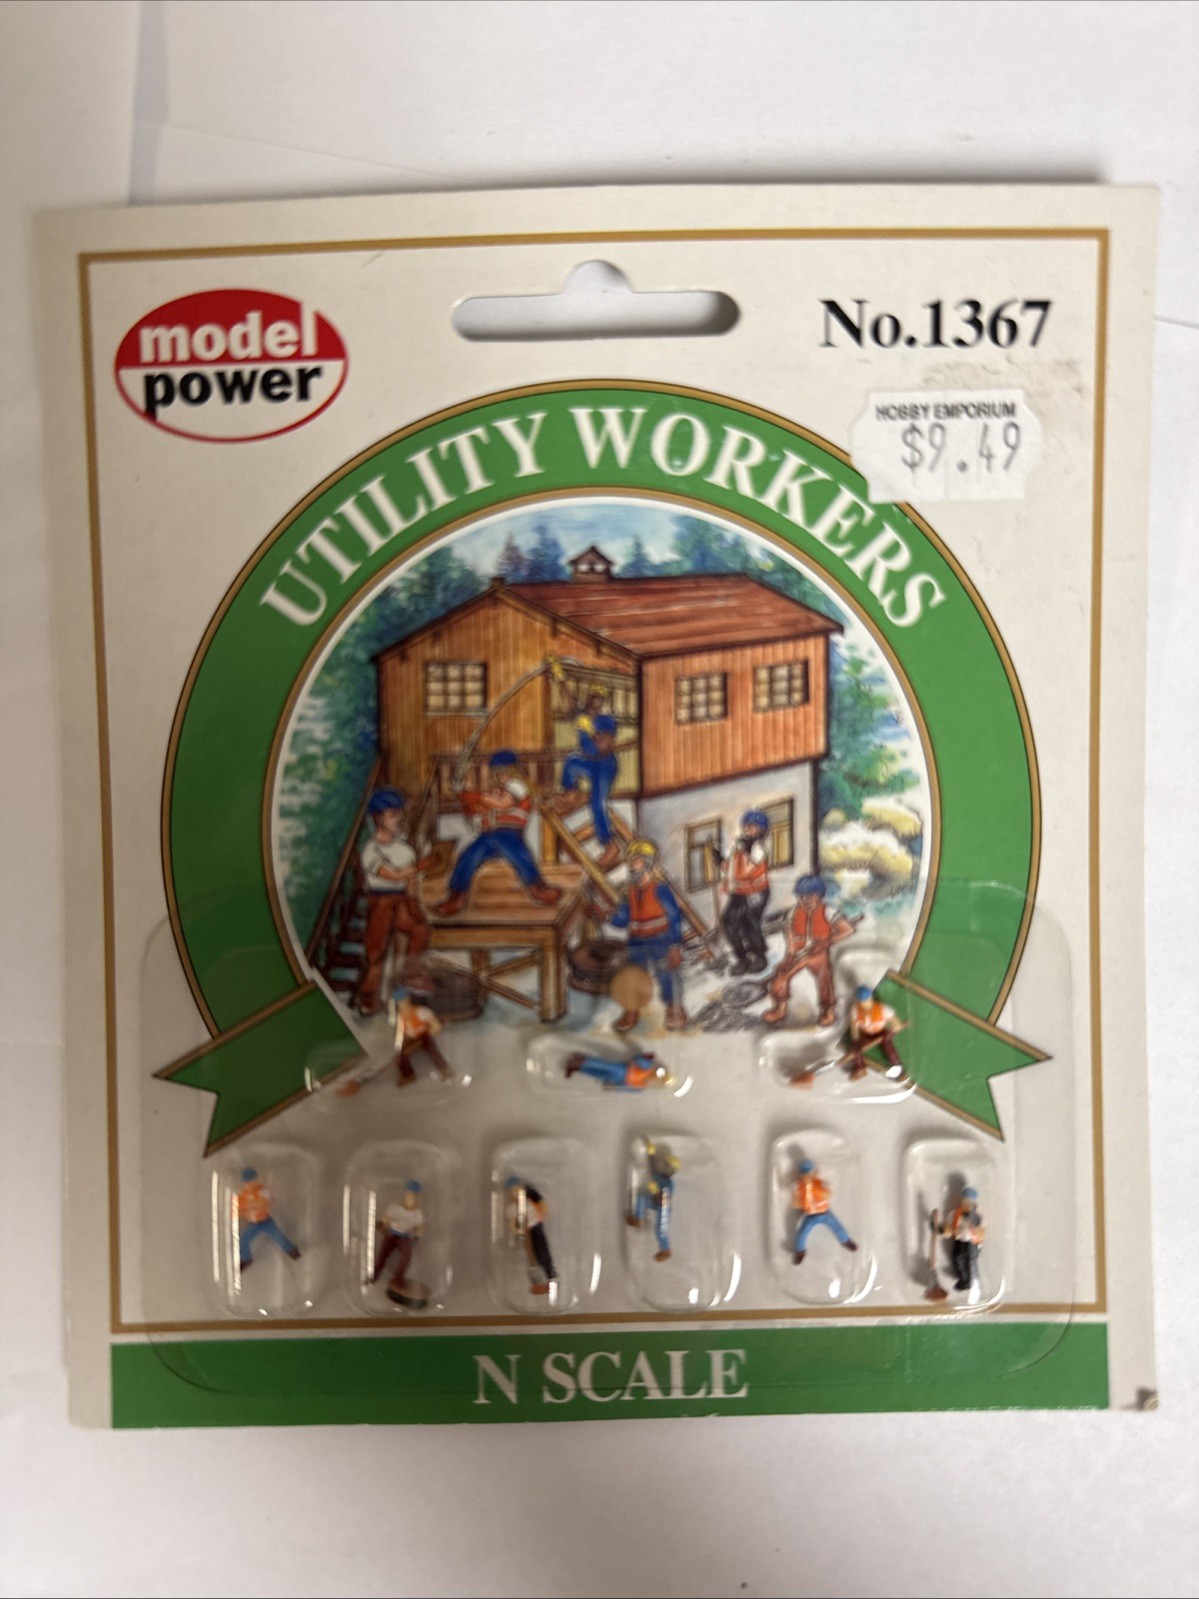 model
power
No.1367
HOBBY EMPORIUM
$9.49
UTILITY WORKERS
N SCALE